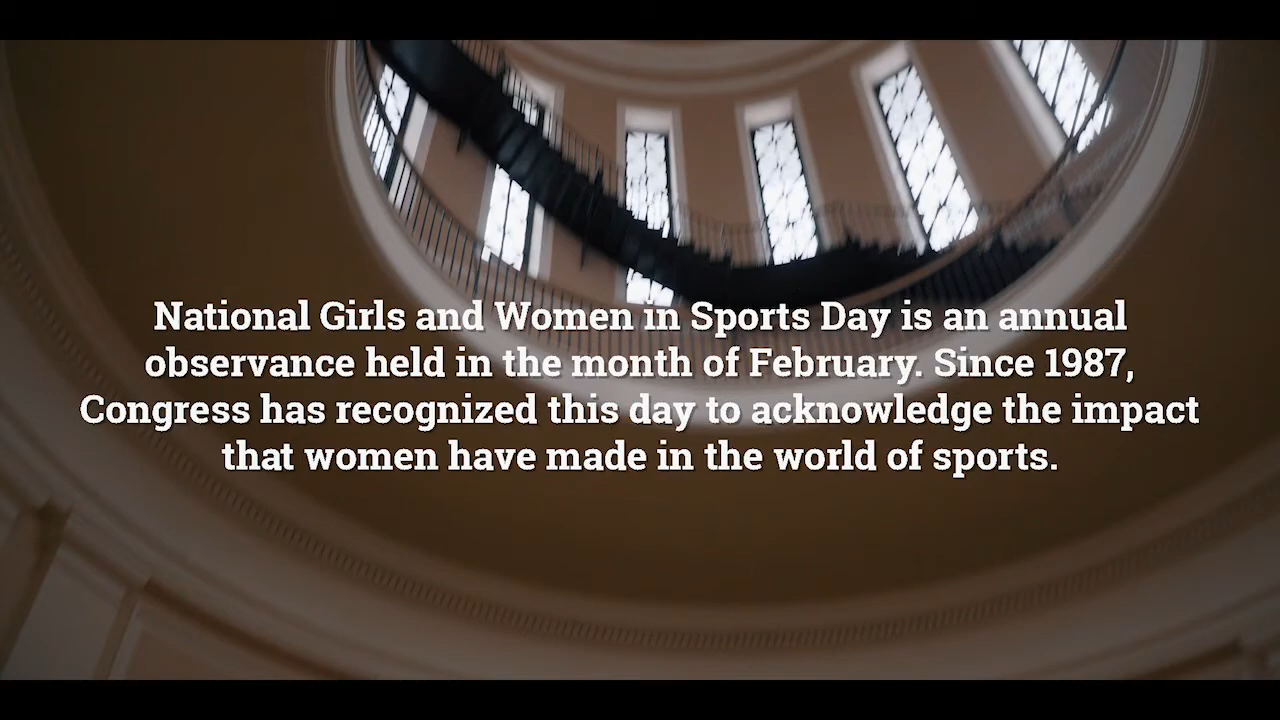 National Girls and Women in Sports Day is an annual
observance held in the month of February. Since 1987,
Congress has recognized this day to acknowledge the impact
that women have made in the world of sports.